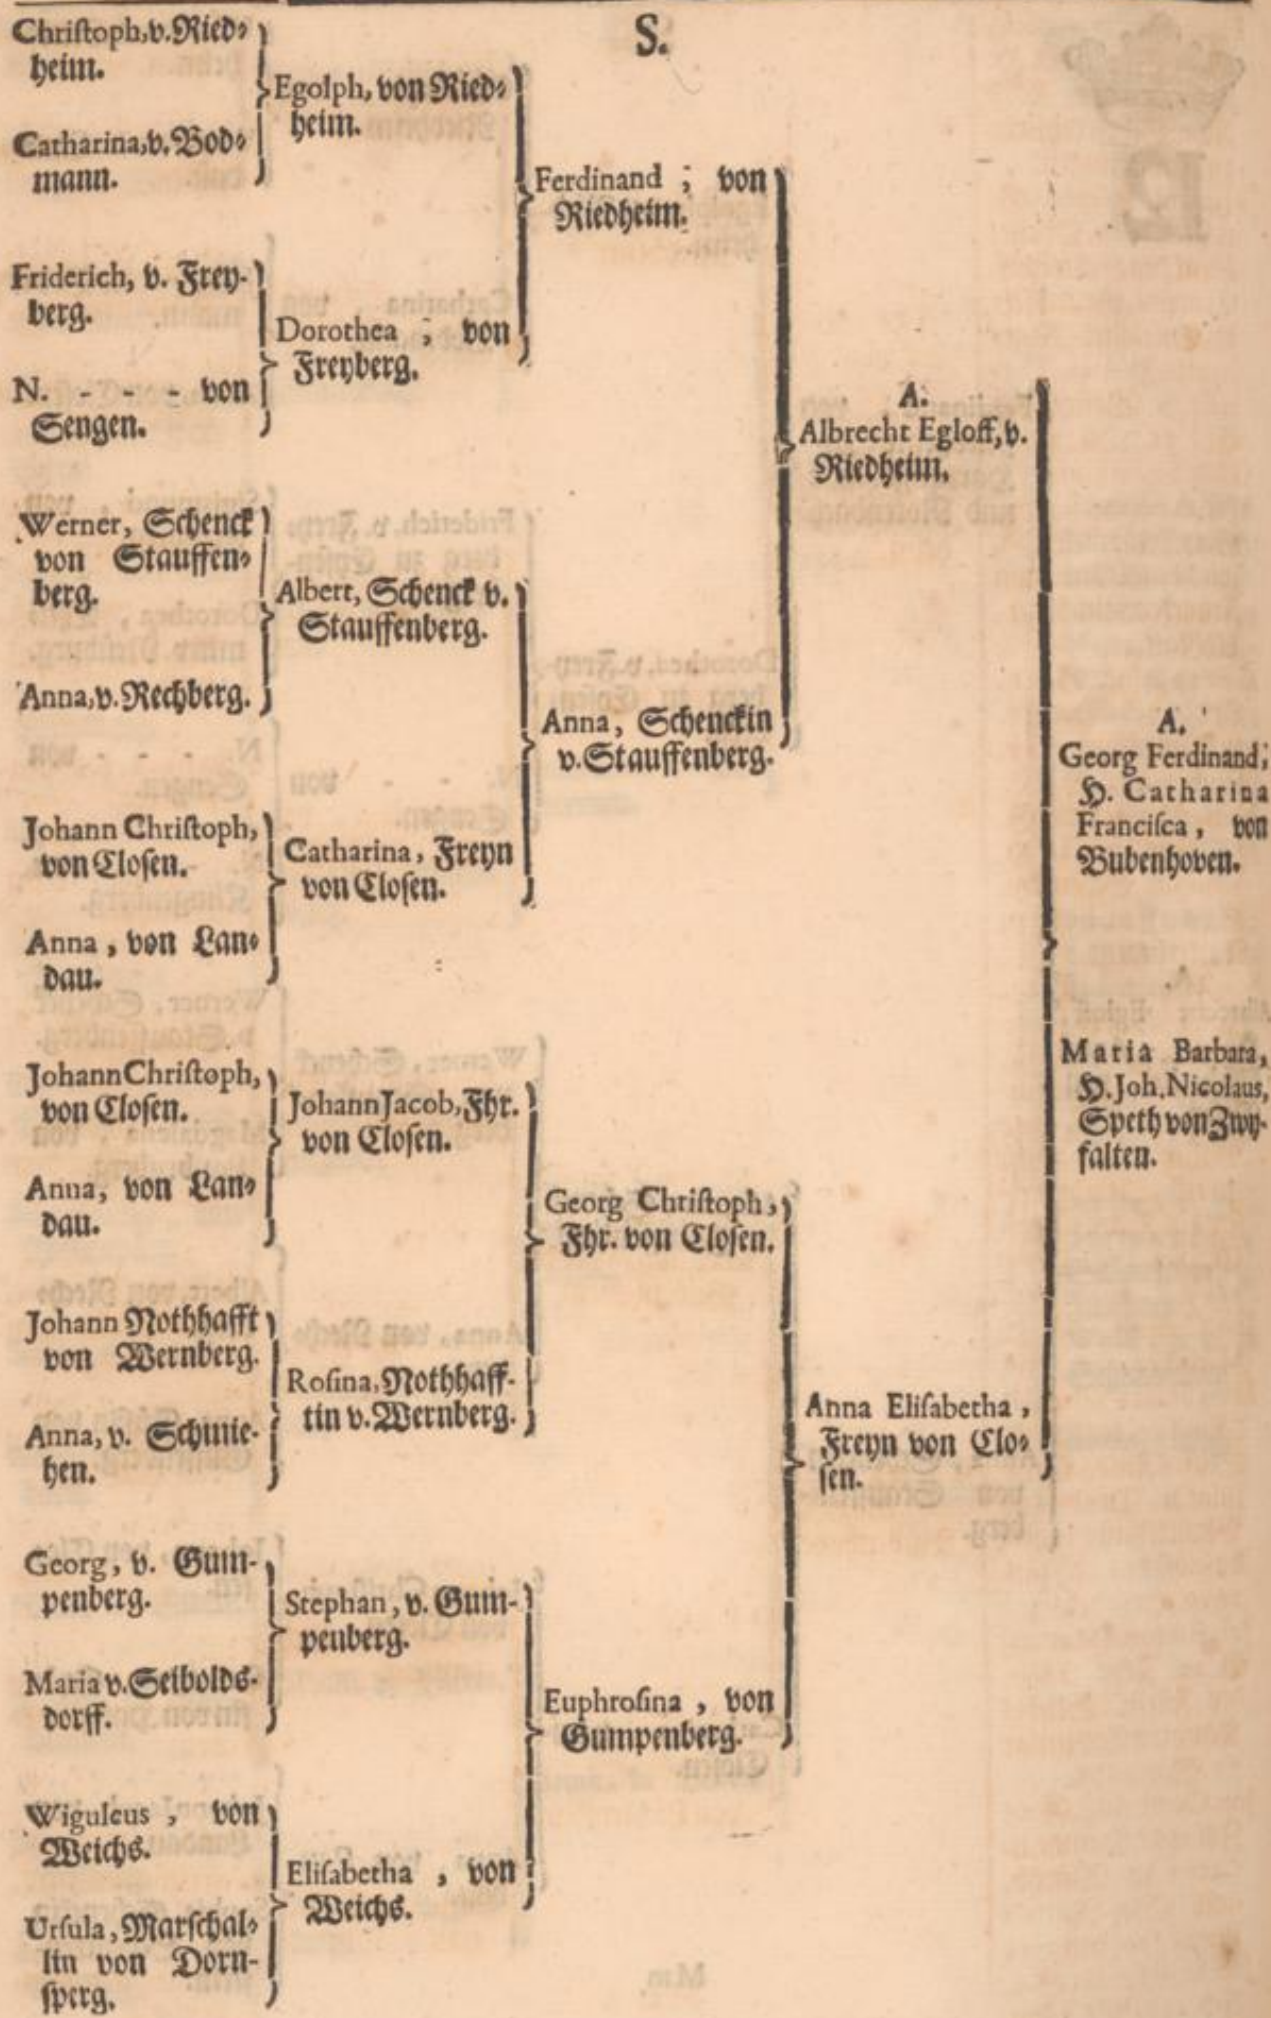 S.
Christoph, v. Ried-
heim.
Catharina, v. Bod-
mann.
Friderich, v. Frey-
berg.
N. - - - von
Sengen.
Werner, Schenck
von Stauffen-
berg.
Anna, v. Rechberg.
Johann Christoph,
von Closen.
Anna, von Lan-
dau.
Johann Christoph,
von Closen.
Anna, von Lan-
dau.
Johann Nothhafft
von Wernberg.
Anna, v. Schmie-
hen.
Georg, v. Gum-
penberg.
Maria v. Seibolds-
dorff.
Wiguleus, von
Weichs.
Ursula, Marschal-
lin von Dorn-
sperg.
Egolph, von Ried-
heim.
Dorothea, von
Freyberg.
Albert, Schenck v.
Stauffenberg.
Catharina, Freyn
von Closen.
Johann Jacob, Fhr.
von Closen.
Rosina, Nothhaff-
tin v. Wernberg.
Stephan, v. Gum-
penberg.
Elisabetha, von
Weichs.
Ferdinand, von
Riedheim.
Anna, Schenckin
v. Stauffenberg.
Georg Christoph,
Fhr. von Closen.
Euphrosina, von
Gumpenberg.
A.
Albrecht Egloff, v.
Riedheim.
Anna Elisabetha,
Freyn von Clo-
sen.
A.
Georg Ferdinand,
H. Catharina
Francisca, von
Bubenhoven.
Maria Barbara,
H. Joh. Nicolaus,
Speth von Zwy-
falten.